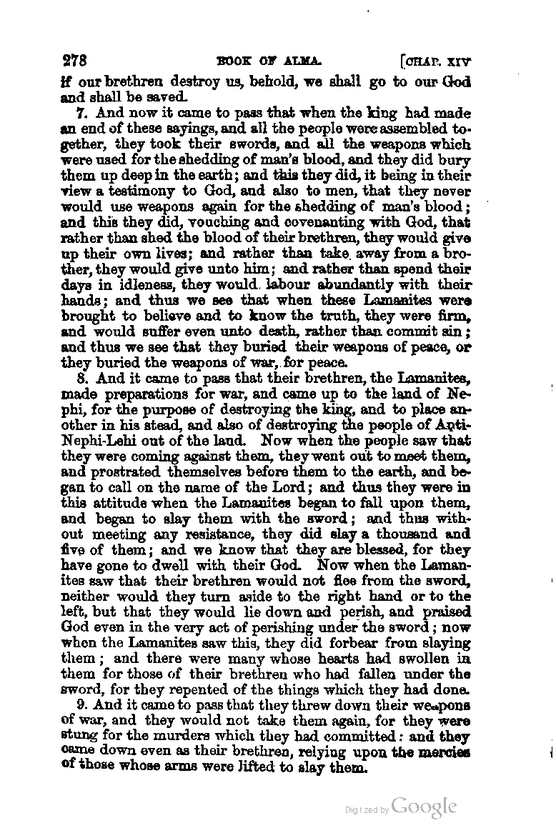 278 BOOK OF ALMA. [CHAP. XIV
if our brethren destroy us, behold, we shall go to our God
and shall be saved.
7. And now it came to pass that when the king had made
an end of these sayings, and all the people were assembled to-
gether, they took their swords, and all the weapons which
were used for the shedding of man's blood, and they did bury
them up deep in the earth; and this they did, it being in their
view a testimony to God, and also to men, that they never
would use weapons again for the shedding of man's blood;
and this they did, vouching and covenanting with God, that
rather than shed the blood of their brethren, they would give
up their own lives; and rather than take away from a bro-
ther, they would give unto him; and rather than spend their
days in idleness, they would labour abundantly with their
hands; and thus we see that when these Lamanites were
brought to believe and to know the truth, they were firm,
and would suffer even unto death, rather than commit sin;
and thus we see that they buried their weapons of peace, or
they buried the weapons of war, for peace.
8. And it came to pass that their brethren, the Lamanites,
made preparations for war, and came up to the land of Ne-
phi, for the purpose of destroying the king, and to place an-
other in his stead, and also of destroying the people of Anti-
Nephi-Lehi out of the land. Now when the people saw that
they were coming against them, they went out to meet them,
and prostrated themselves before them to the earth, and be-
gan to call on the name of the Lord; and thus they were in
this attitude when the Lamanites began to fall upon them,
and began to slay them with the sword; and thus with-
out meeting any resistance, they did slay a thousand and
five of them; and we know that they are blessed, for they
have gone to dwell with their God. Now when the Laman-
ites saw that their brethren would not flee from the sword,
neither would they turn aside to the right hand or to the
left, but that they would lie down and perish, and praised
God even in the very act of perishing under the sword; now
when the Lamanites saw this, they did forbear from slaying
them; and there were many whose hearts had swollen in
them for those of their brethren who had fallen under the
sword, for they repented of the things which they had done.
9. And it came to pass that they threw down their weapons
of war, and they would not take them again, for they were
stung for the murders which they had committed: and they
came down even as their brethren, relying upon the mercies
of those whose arms were lifted to slay them.
Digitized by Google